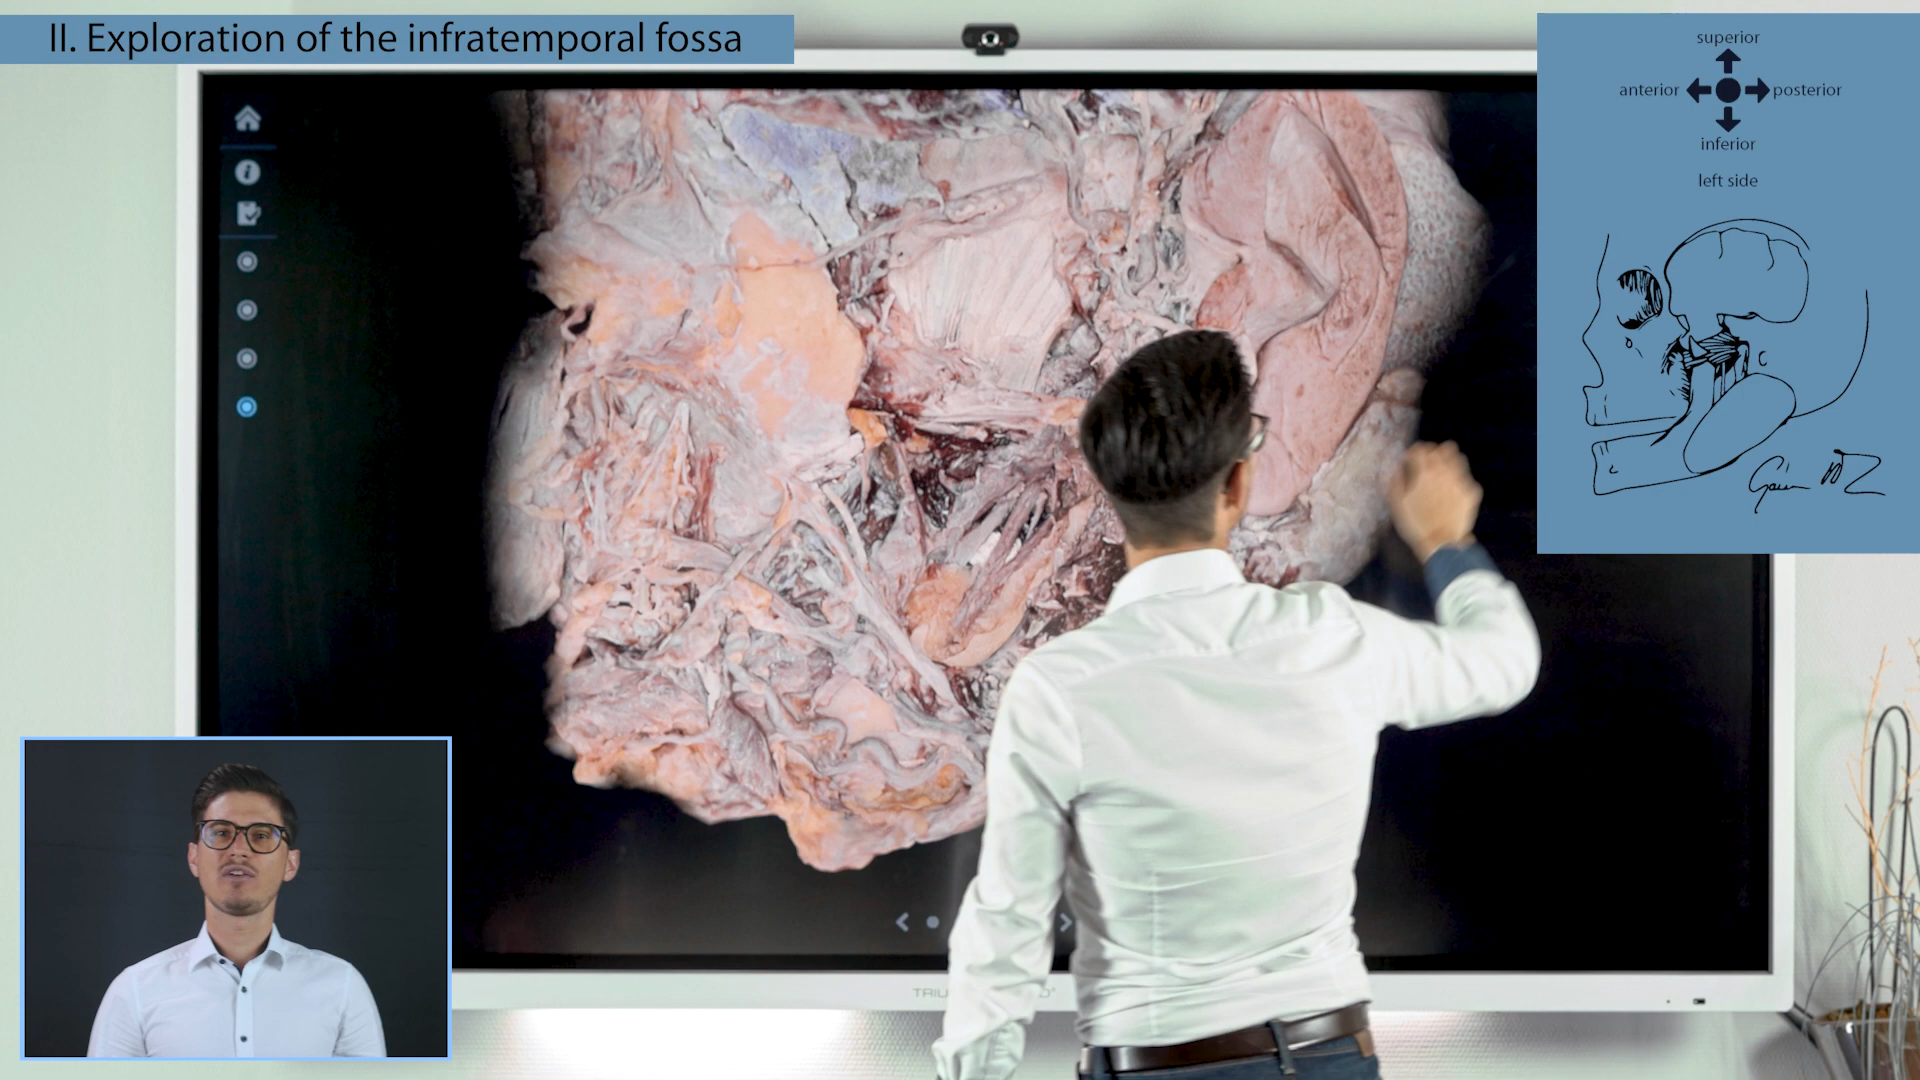 II. Exploration of the infratemporal fossa
superior
anterior
posterior
inferior
left side